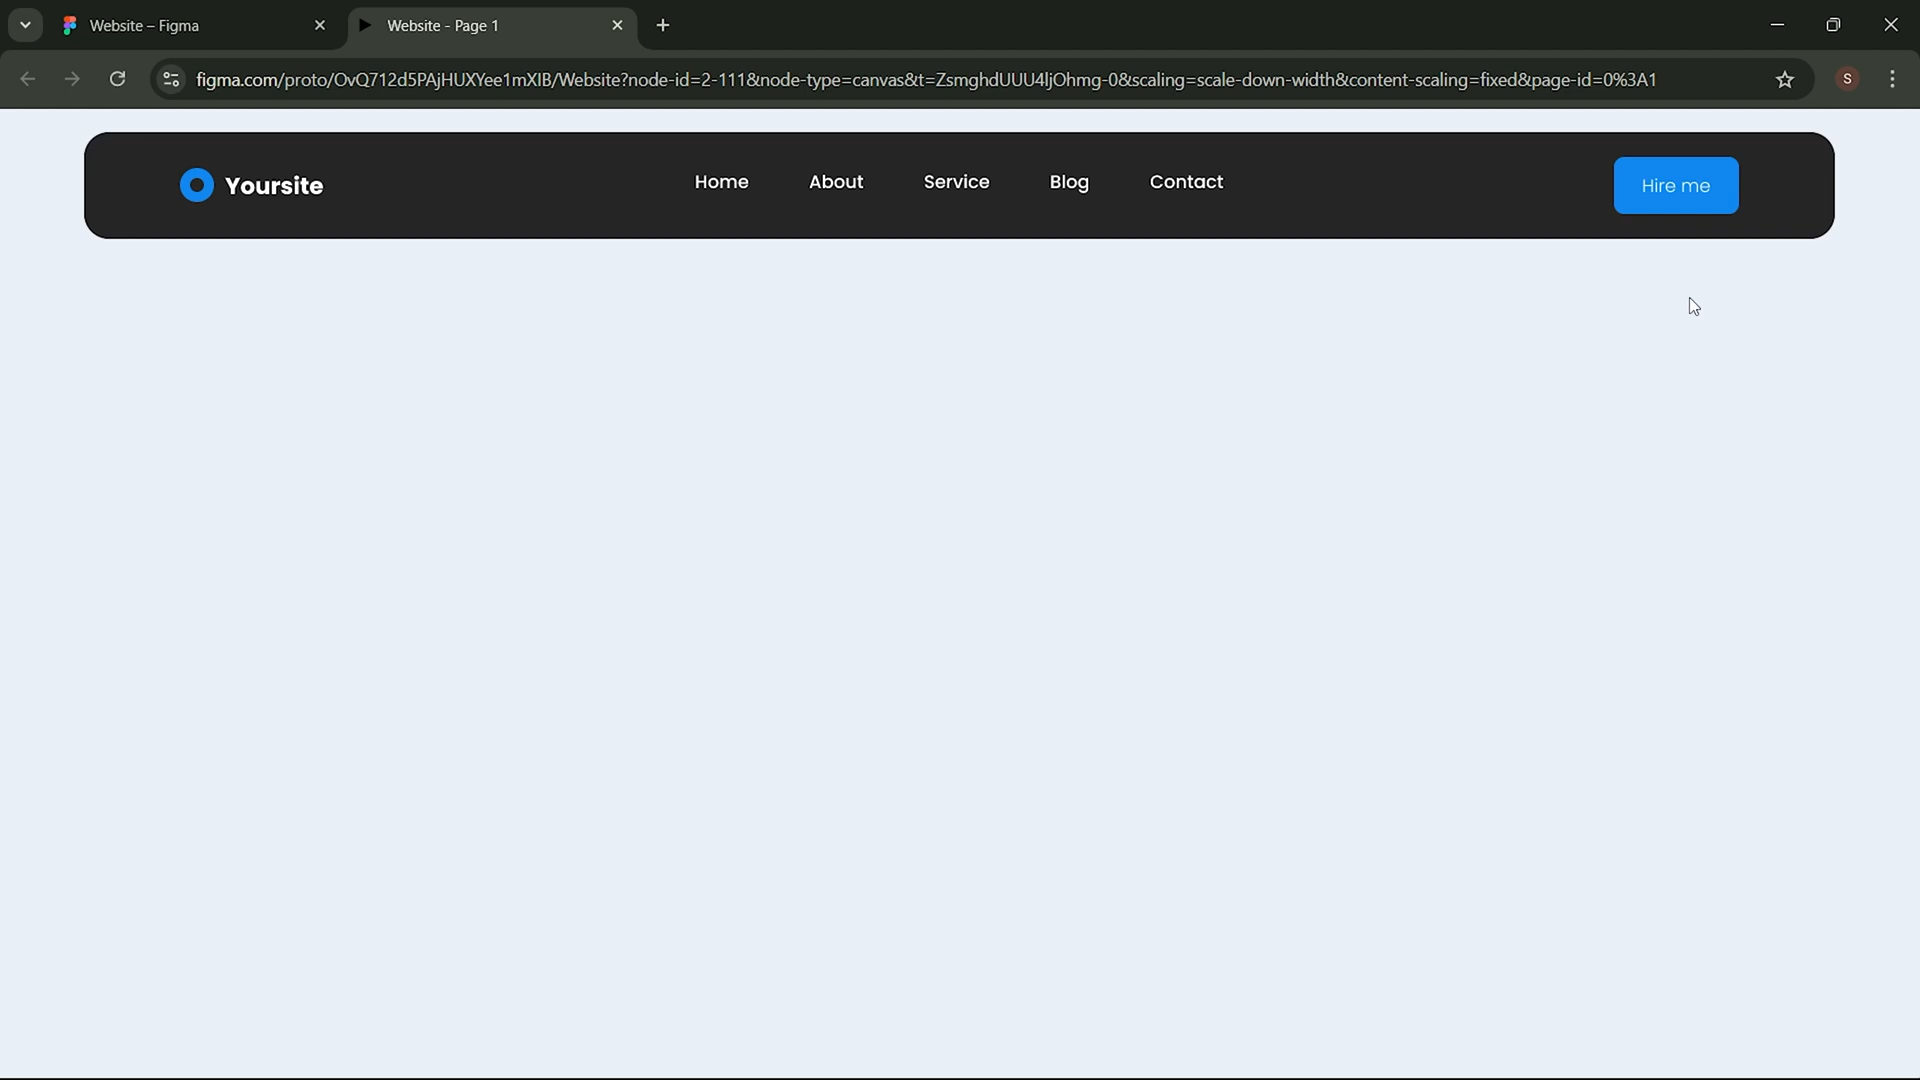 Website – Figma
Website - Page 1
figma.com/proto/OvQ712d5PAjHUXYee1mXIB/Website?node-id=2-111&node-type=canvas&t=ZsmghdUUU4ljOhmg-0&scaling=scale-down-width&content-scaling=fixed&page-id=0%3A1
S
Yoursite
Home About Service Blog Contact
Hire me